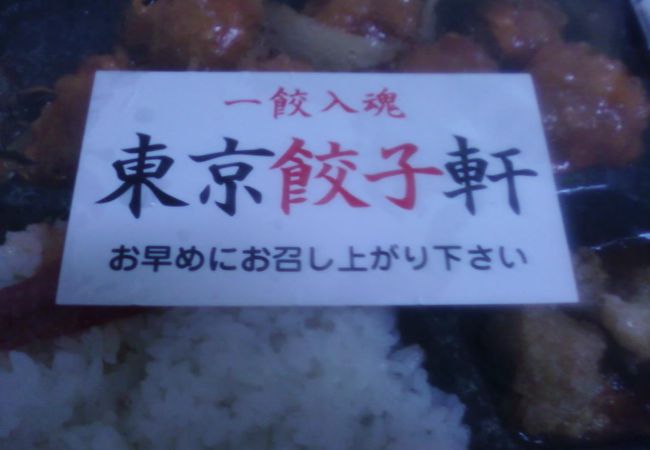 一餃入魂
東京餃子軒
お早めにお召し上がり下さい